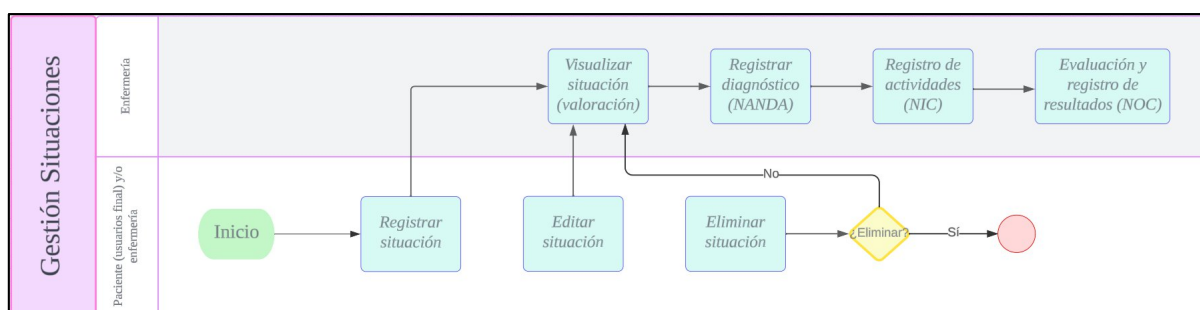 Gestión Situaciones
Enfermería
Visualizar
situación
(valoración)
Registrar
diagnóstico
(NANDA)
Registro de
actividades
(NIC)
Evaluación y
registro de
resultados (NOC)
Paciente (usuarios final) y/o
enfermería
Inicio
Registrar
situación
Editar
situación
Eliminar
situación
No
¿Eliminar?
Sí